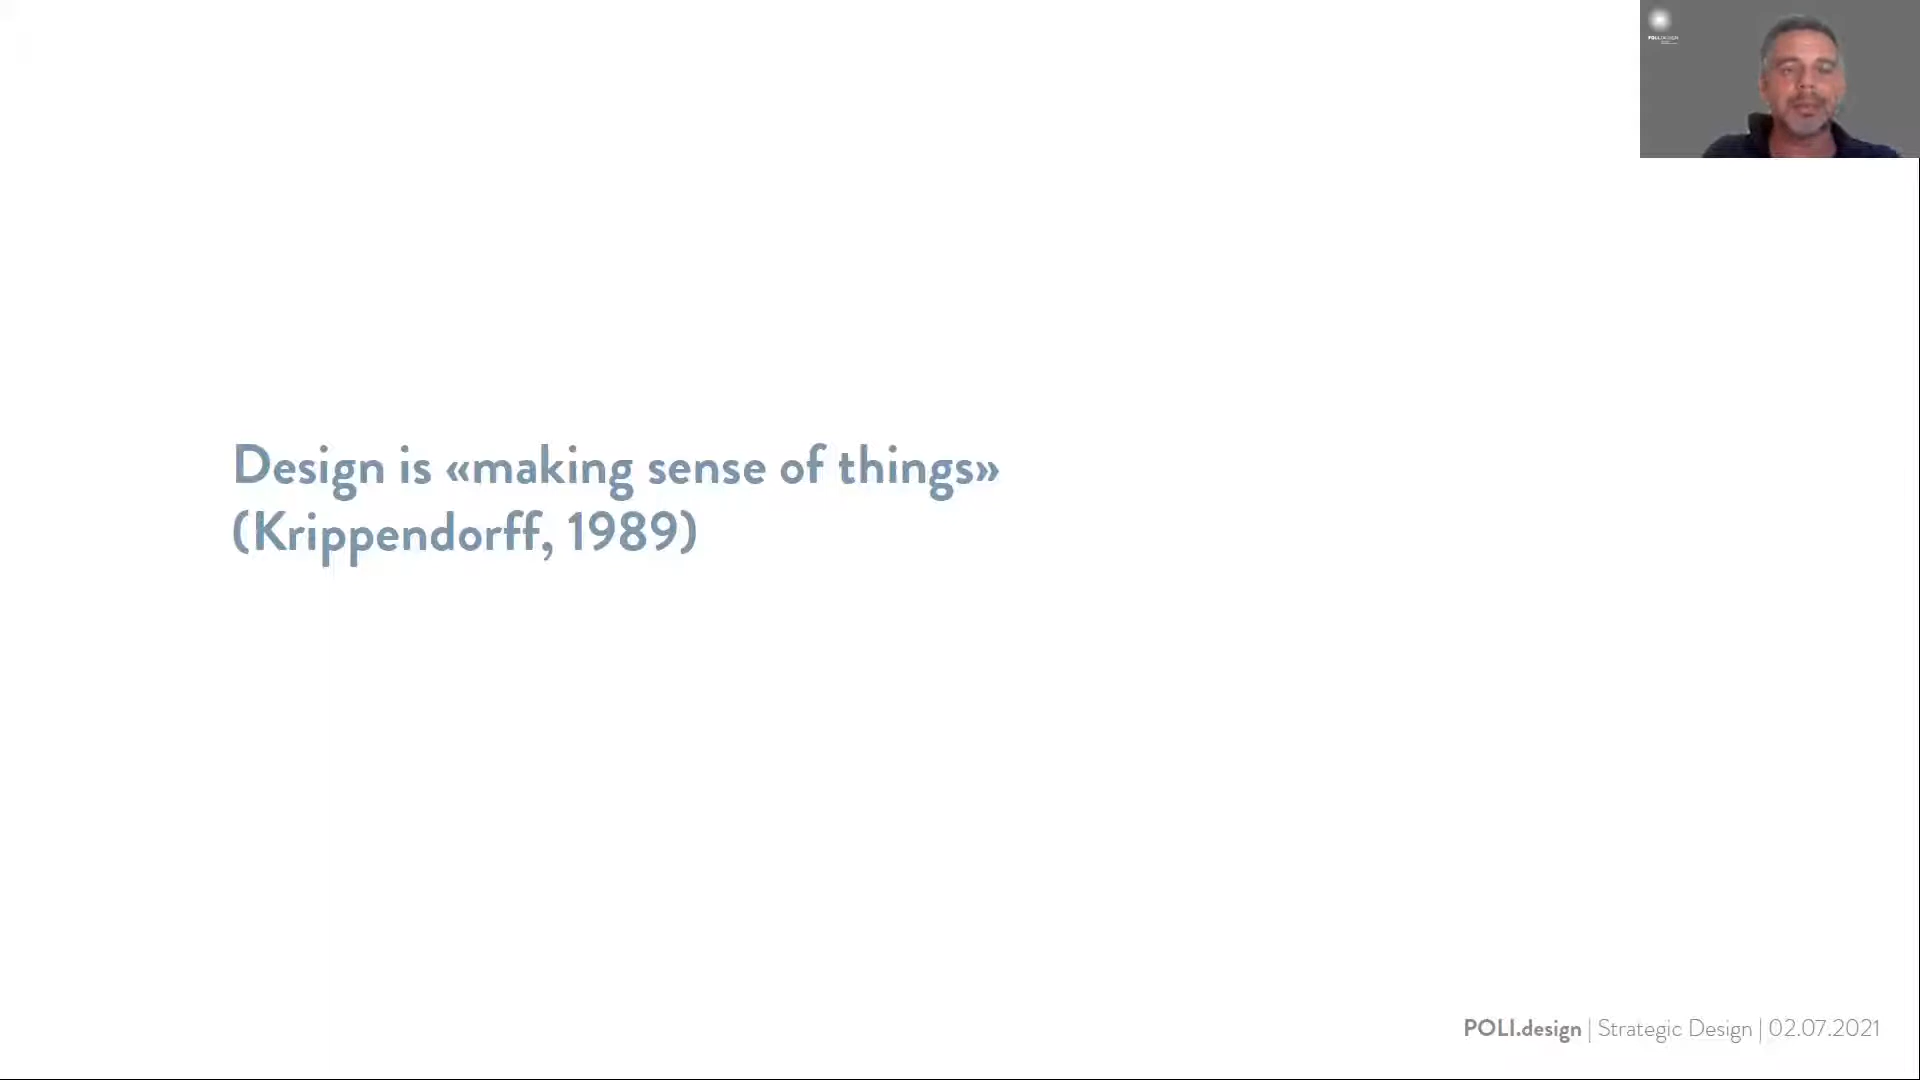 Design is «making sense of things»
(Krippendorff, 1989)
POLI.design | Strategic Design | 02.07.2021